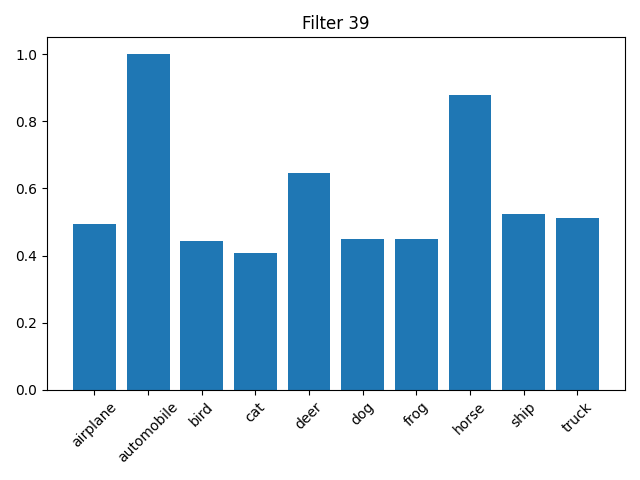 Filter 39
1.0
0.8
0.6
0.4
0.2
0.0
airplane
automobile
bird
cat
deer
dog
frog
horse
ship
truck